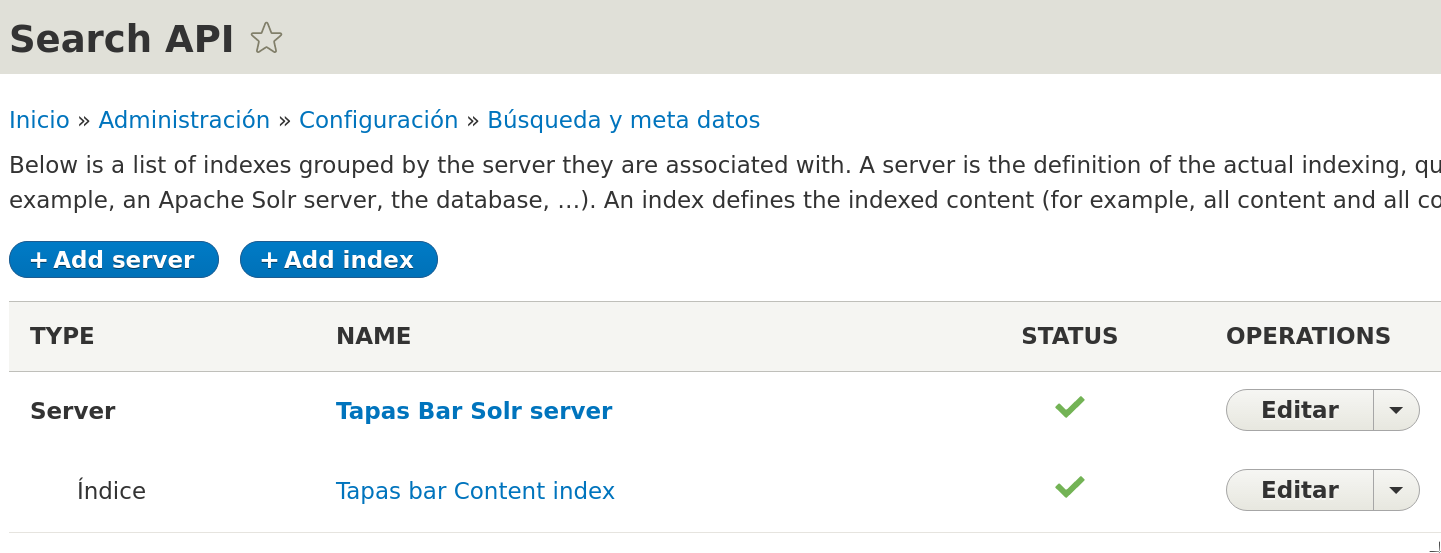 Search API
Inicio » Administración » Configuración » Búsqueda y meta datos
Below is a list of indexes grouped by the server they are associated with. A server is the definition of the actual indexing, qu
example, an Apache Solr server, the database, ...). An index defines the indexed content (for example, all content and all co
+ Add server + Add index
TYPE NAME STATUS OPERATIONS
Server Tapas Bar Solr server Editar
Índice Tapas bar Content index Editar